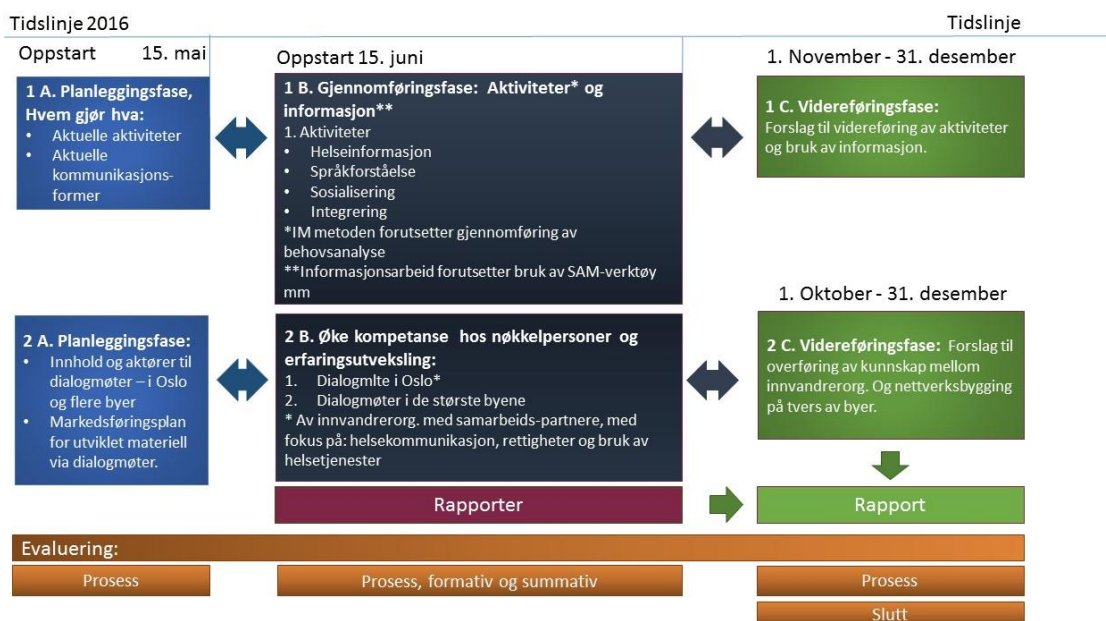 Tidslinje 2016
Tidslinje
Oppstart 15. mai
Oppstart 15. juni
1. November - 31. desember
1 A. Planleggingsfase,
Hvem gjør hva:
• Aktuelle aktiviteter
• Aktuelle
kommunikasjons-
former
1 B. Gjennomføringsfase: Aktiviteter* og
informasjon**
1. Aktiviteter
• Helseinformasjon
• Språkforståelse
• Sosialisering
• Integrering
*IM metoden forutsetter gjennomføring av
behovsanalyse
**Informasjonsarbeid forutsetter bruk av SAM-verktøy
mm
1 C. Videreføringsfase:
Forslag til videreføring av aktiviteter
og bruk av informasjon.
1. Oktober - 31. desember
2 A. Planleggingsfase:
• Innhold og aktører til
dialogmøter – i Oslo
og flere byer
• Markedsføringsplan
for utviklet materiell
via dialogmøter.
2 B. Øke kompetanse hos nøkkelpersoner og
erfaringsutveksling:
1. Dialogmlte i Oslo*
2. Dialogmøter i de største byene
* Av innvandrerorg. med samarbeids-partnere, med
fokus på: helsekommunikasjon, rettigheter og bruk av
helsetjenester
2 C. Videreføringsfase: Forslag til
overføring av kunnskap mellom
innvandrerorg. Og nettverksbygging
på tvers av byer.
Rapporter
Rapport
Evaluering:
Prosess
Prosess, formativ og summativ
Prosess
Slutt